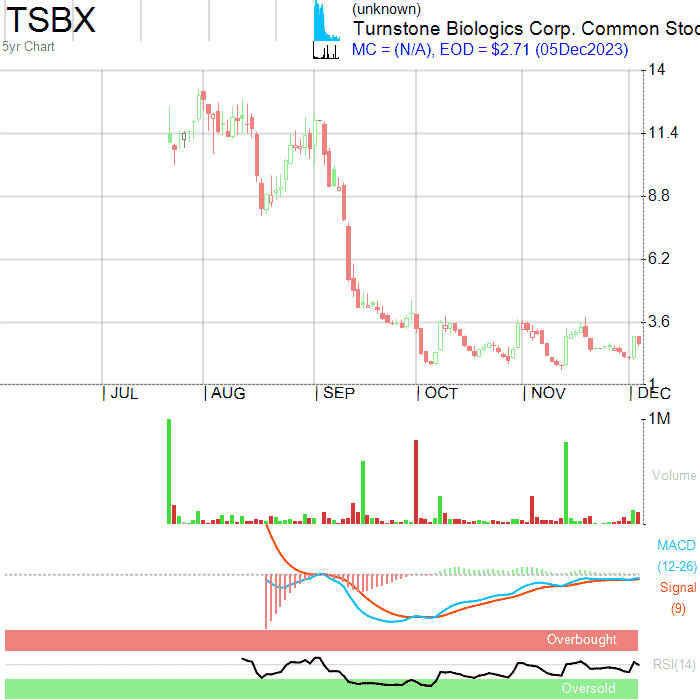 TSBX
5yr Chart
(unknown)
Turnstone Biologics Corp. Common Stoc
MC = (N/A), EOD = $2.71 (05Dec2023)
14
11.4
8.8
6.2
3.6
1
JUL AUG SEP OCT NOV DEC
1M
Volume
MACD
(12-26)
Signal
(9)
Overbought
RSI(14)
Oversold